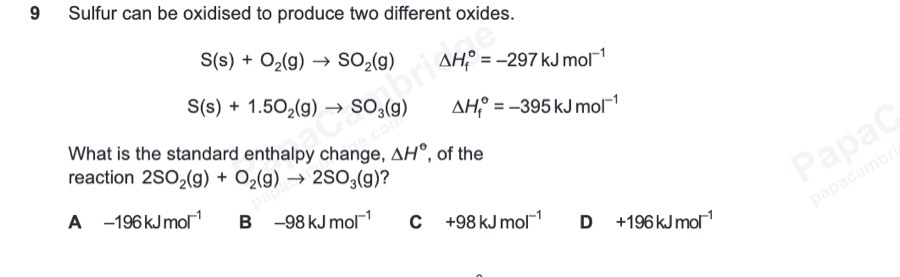 9 Sulfur can be oxidised to produce two different oxides.
S(s) + O₂(g) → SO₂(g) ΔH_f^⦵ = –297 kJ mol⁻¹
S(s) + 1.5O₂(g) → SO₃(g) ΔH_f^⦵ = –395 kJ mol⁻¹
What is the standard enthalpy change, ΔH^⦵, of the
reaction 2SO₂(g) + O₂(g) → 2SO₃(g)?
A –196 kJ mol⁻¹ B –98 kJ mol⁻¹ C +98 kJ mol⁻¹ D +196 kJ mol⁻¹